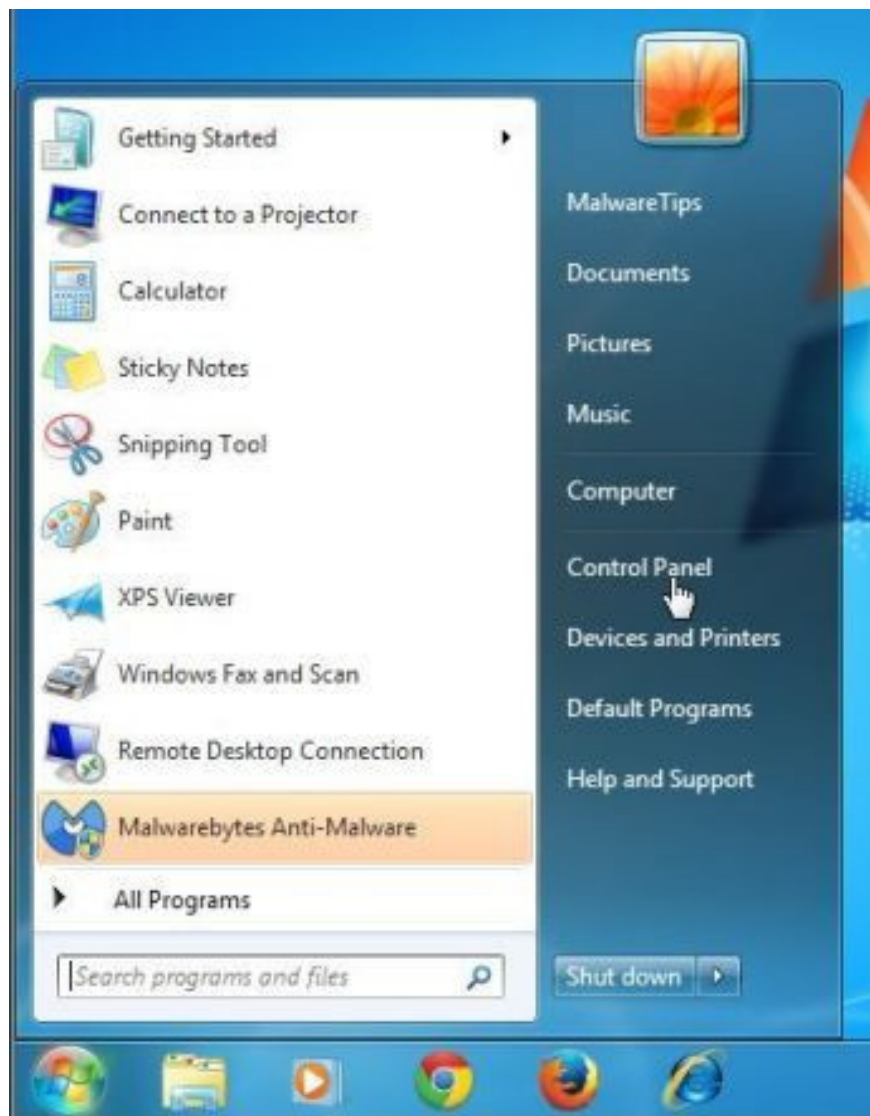 Getting Started
Connect to a Projector
Calculator
Sticky Notes
Snipping Tool
Paint
XPS Viewer
Windows Fax and Scan
Remote Desktop Connection
Malwarebytes Anti-Malware
All Programs
Search programs and files
MalwareTips
Documents
Pictures
Music
Computer
Control Panel
Devices and Printers
Default Programs
Help and Support
Shut down